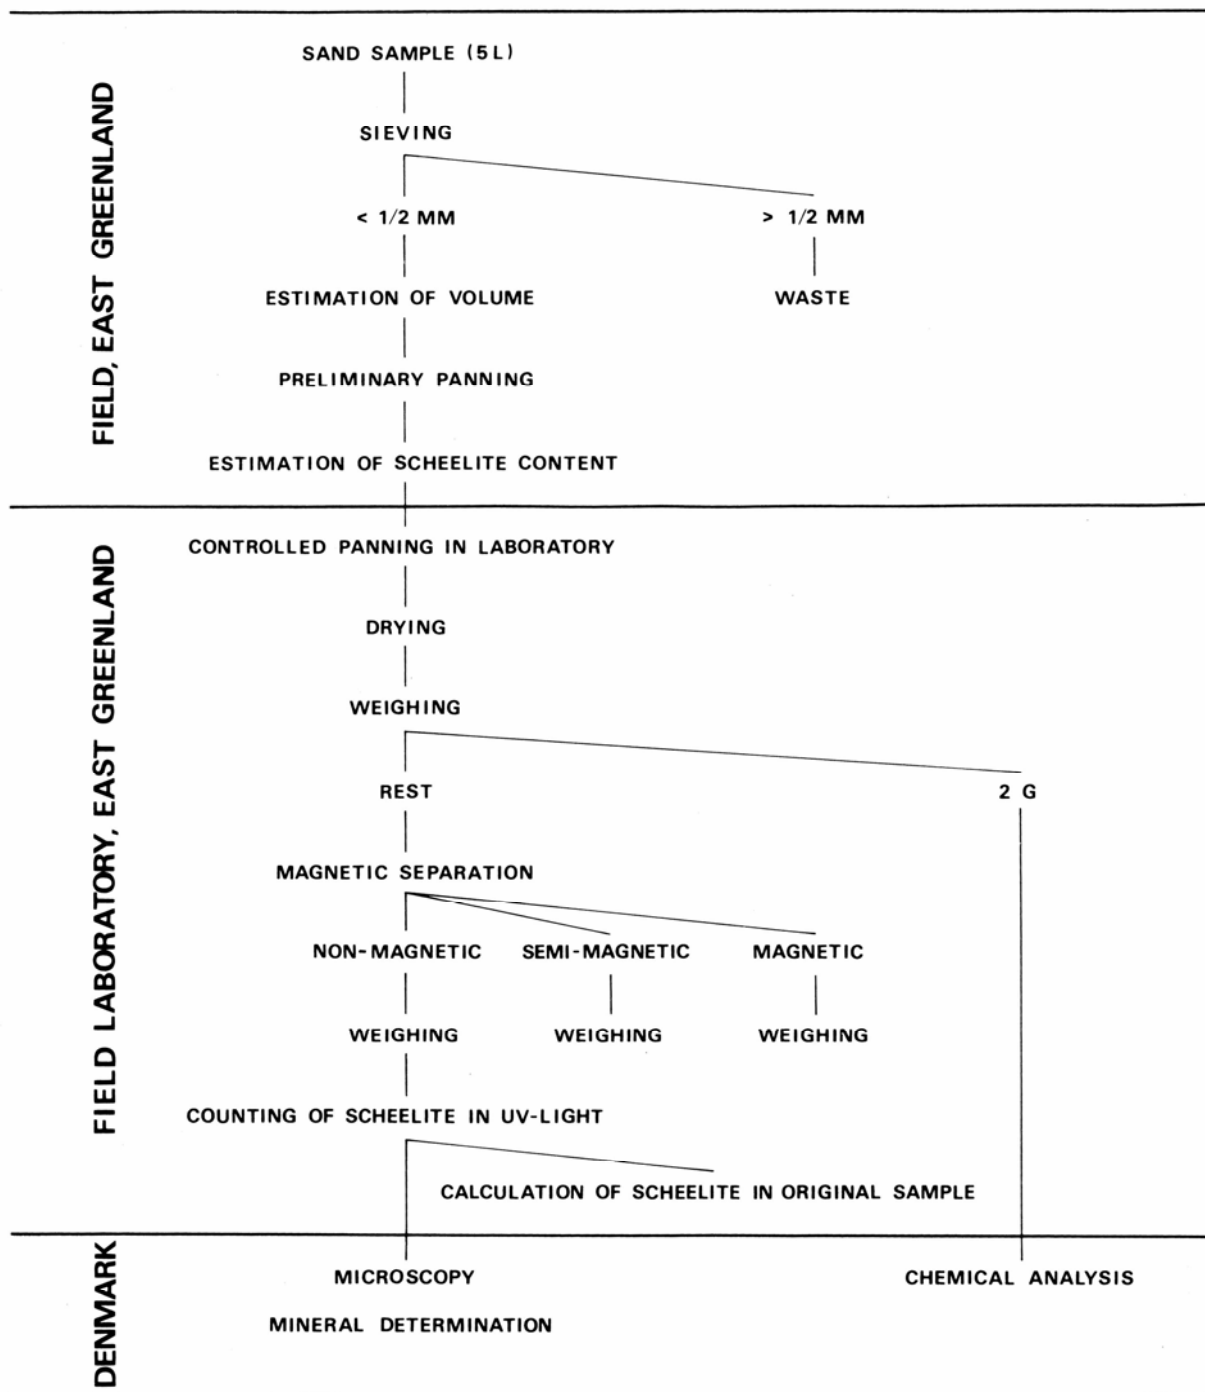 FIELD, EAST GREENLAND
SAND SAMPLE (5L)
SIEVING
< 1/2 MM
> 1/2 MM
ESTIMATION OF VOLUME
WASTE
PRELIMINARY PANNING
ESTIMATION OF SCHEELITE CONTENT
FIELD LABORATORY, EAST GREENLAND
CONTROLLED PANNING IN LABORATORY
DRYING
WEIGHING
REST
2 G
MAGNETIC SEPARATION
NON-MAGNETIC
SEMI-MAGNETIC
MAGNETIC
WEIGHING
WEIGHING
WEIGHING
COUNTING OF SCHEELITE IN UV-LIGHT
CALCULATION OF SCHEELITE IN ORIGINAL SAMPLE
DENMARK
MICROSCOPY
CHEMICAL ANALYSIS
MINERAL DETERMINATION